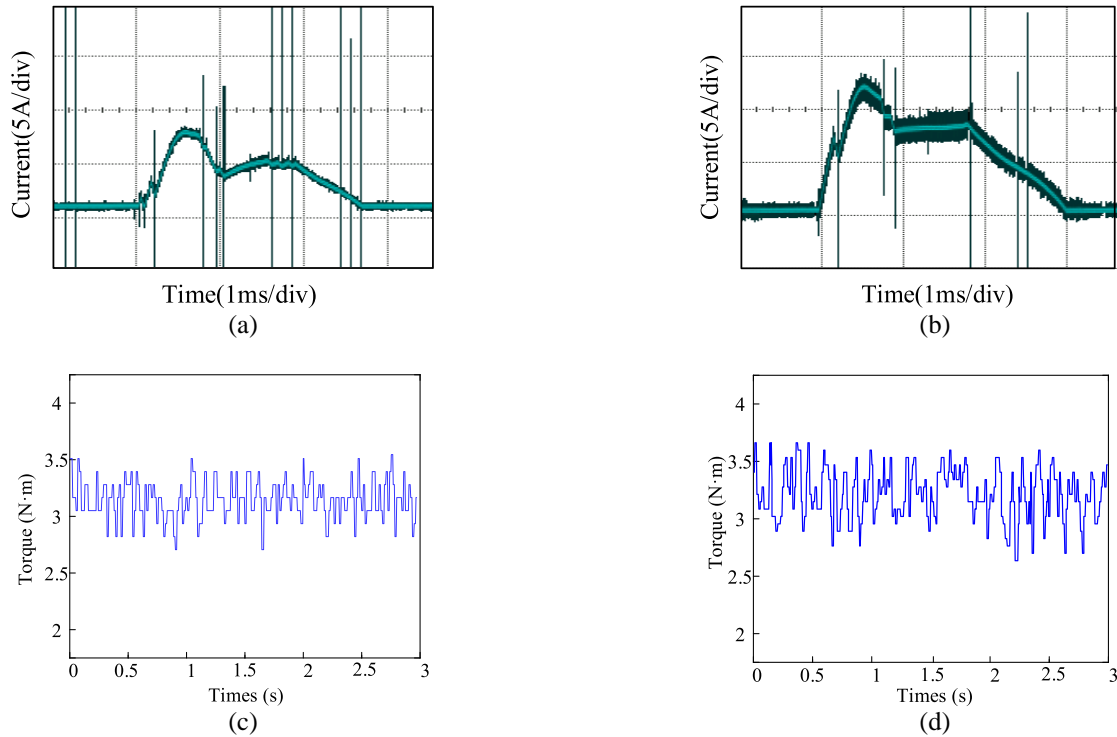 Current(5A/div)
Time(1ms/div)
(a)
Current(5A/div)
Time(1ms/div)
(b)
Torque (N·m)
4
3.5
3
2.5
2
0 0.5 1 1.5 2 2.5 3
Times (s)
(c)
Torque (N·m)
4
3.5
3
2.5
2
0 0.5 1 1.5 2 2.5 3
Times (s)
(d)